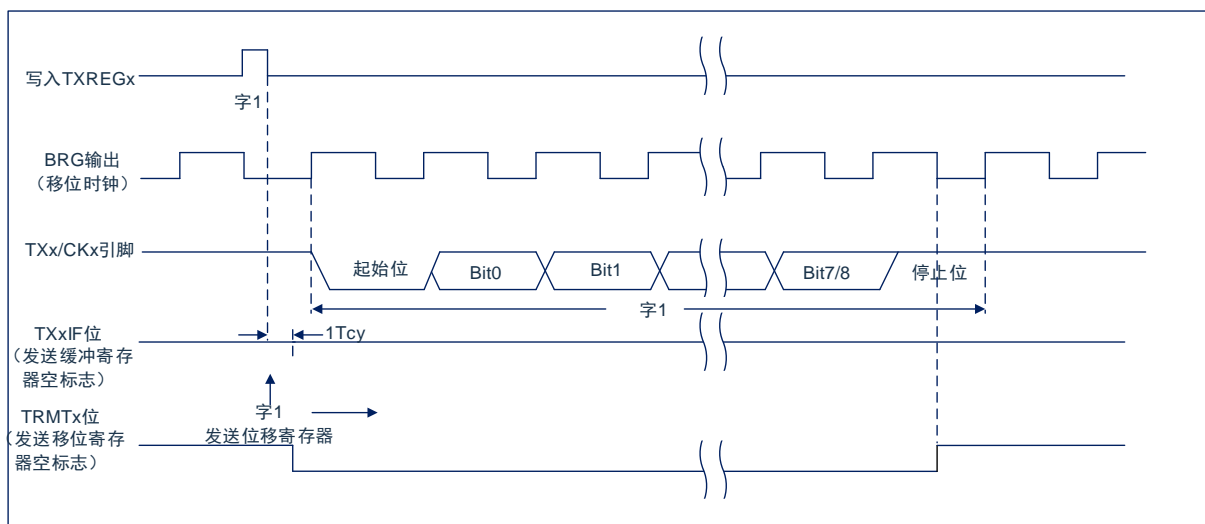 写入TXREGx
字1
BRG输出
（移位时钟）
TXx/CKx引脚
起始位
Bit0
Bit1
Bit7/8
停止位
字1
TXxIF位
（发送缓冲寄存
器空标志）
1Tcy
字1
发送位移寄存器
TRMTx位
（发送移位寄存
器空标志）